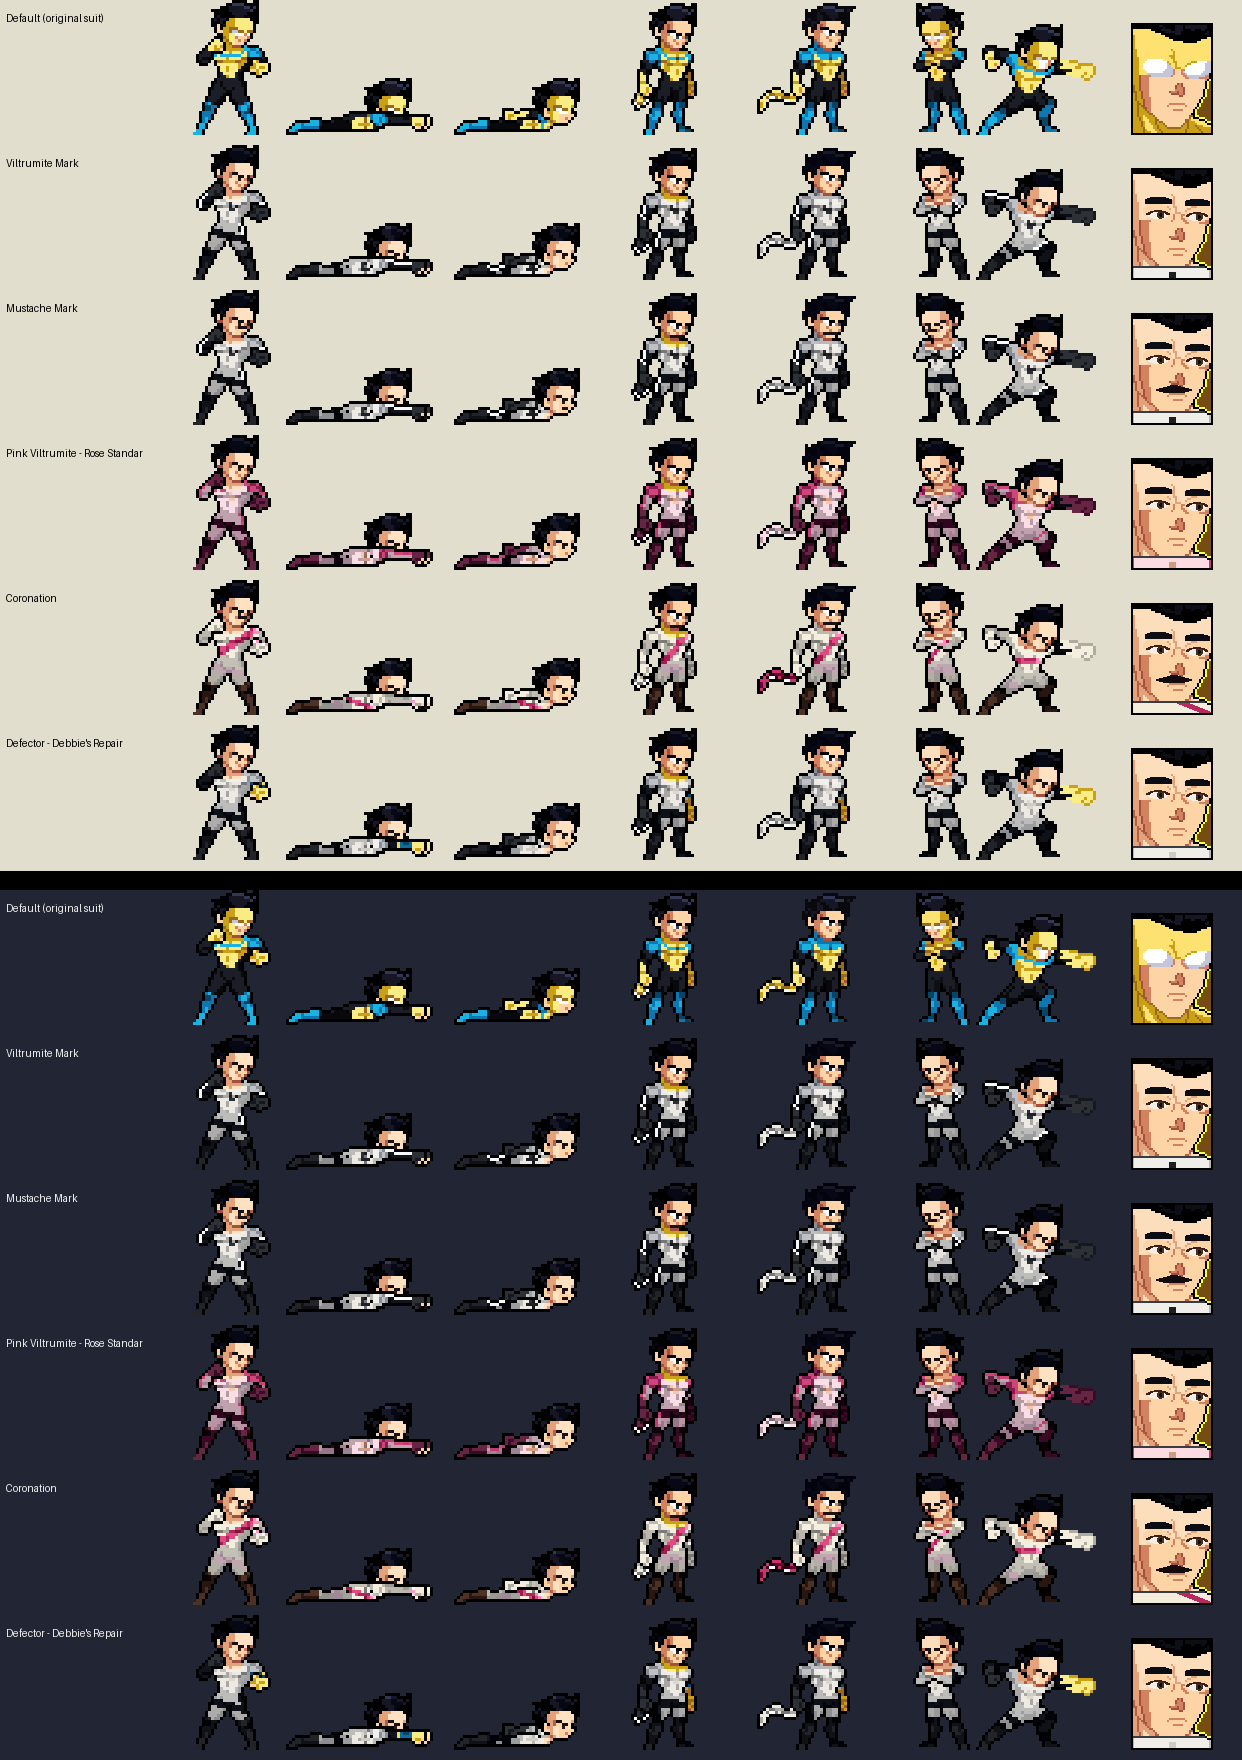 Default (original suit)
Viltrumite Mark
Mustache Mark
Pink Viltrumite - Rose Standar
Coronation
Defector - Debbie's Repair
Default (original suit)
Viltrumite Mark
Mustache Mark
Pink Viltrumite - Rose Standar
Coronation
Defector - Debbie's Repair